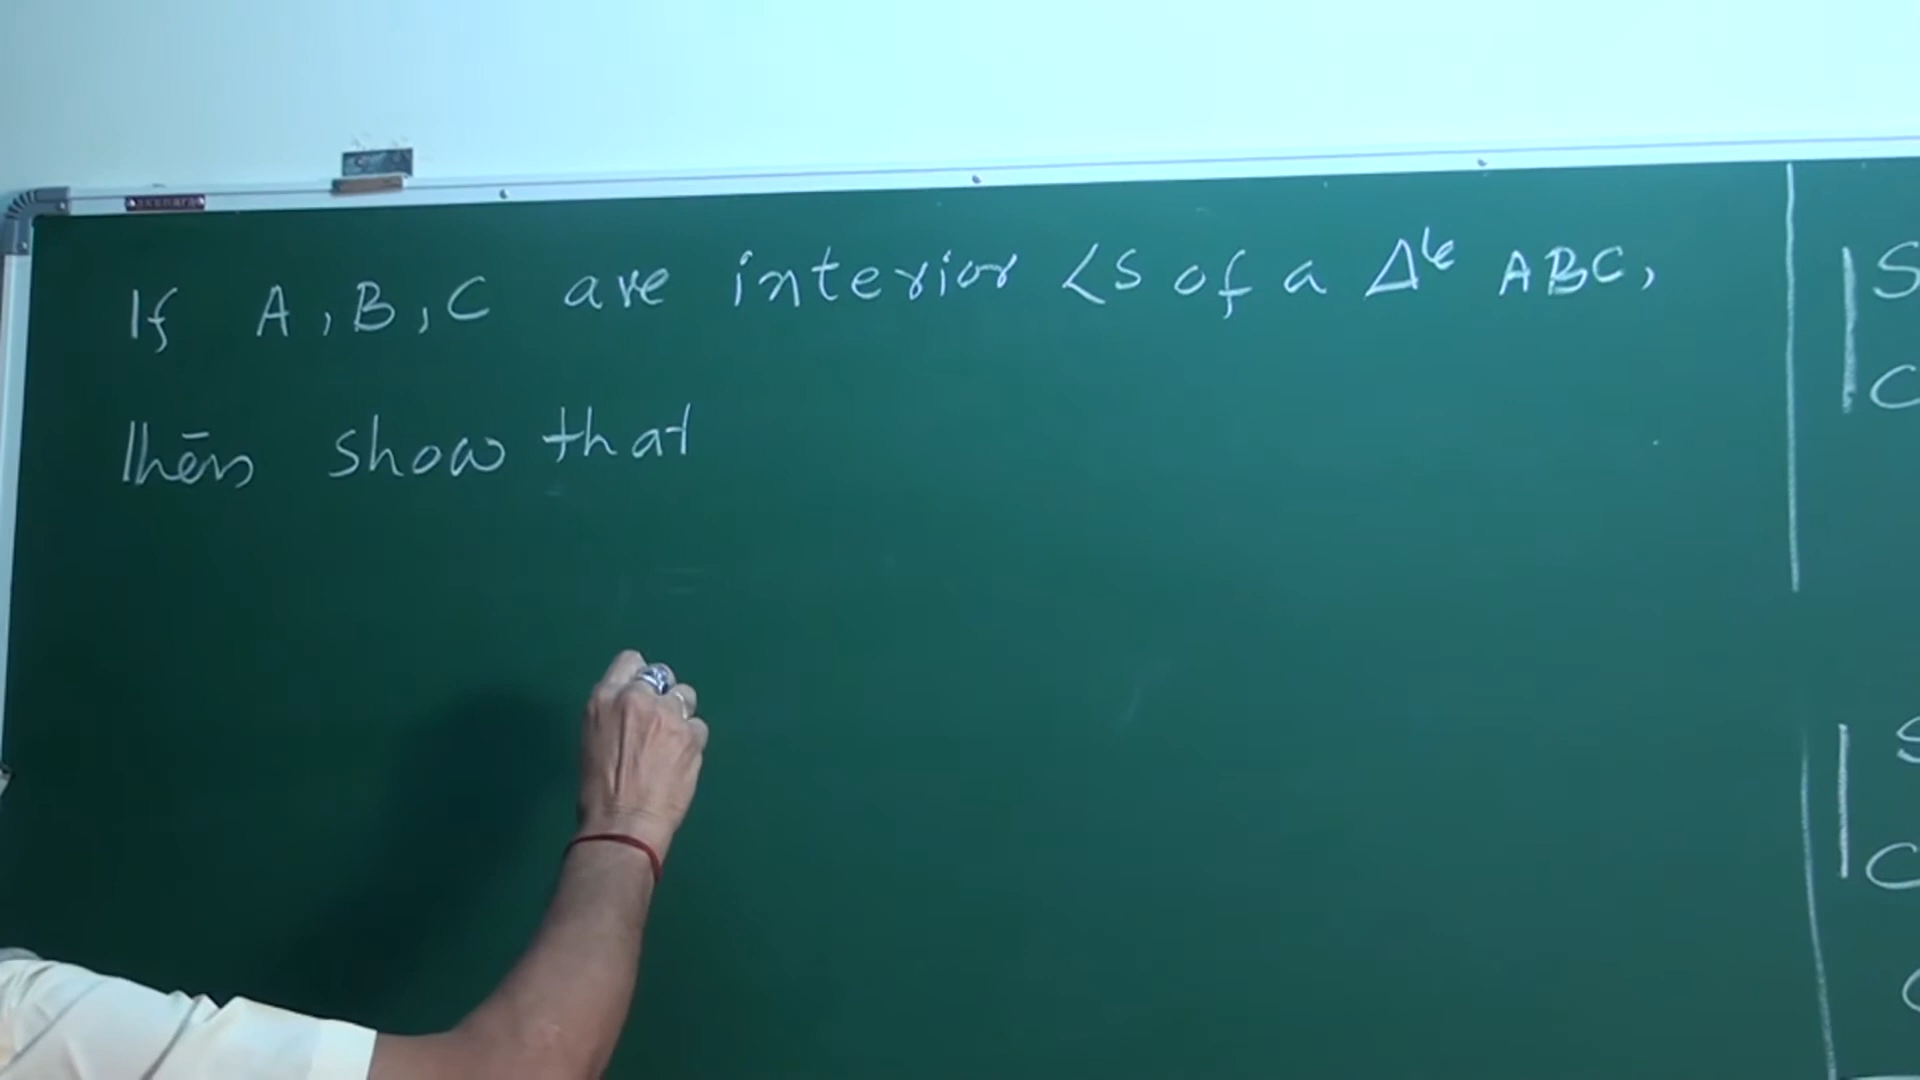 If A, B, C are interior ∠s of a Δle ABC,
Then show that
S
C
S
C